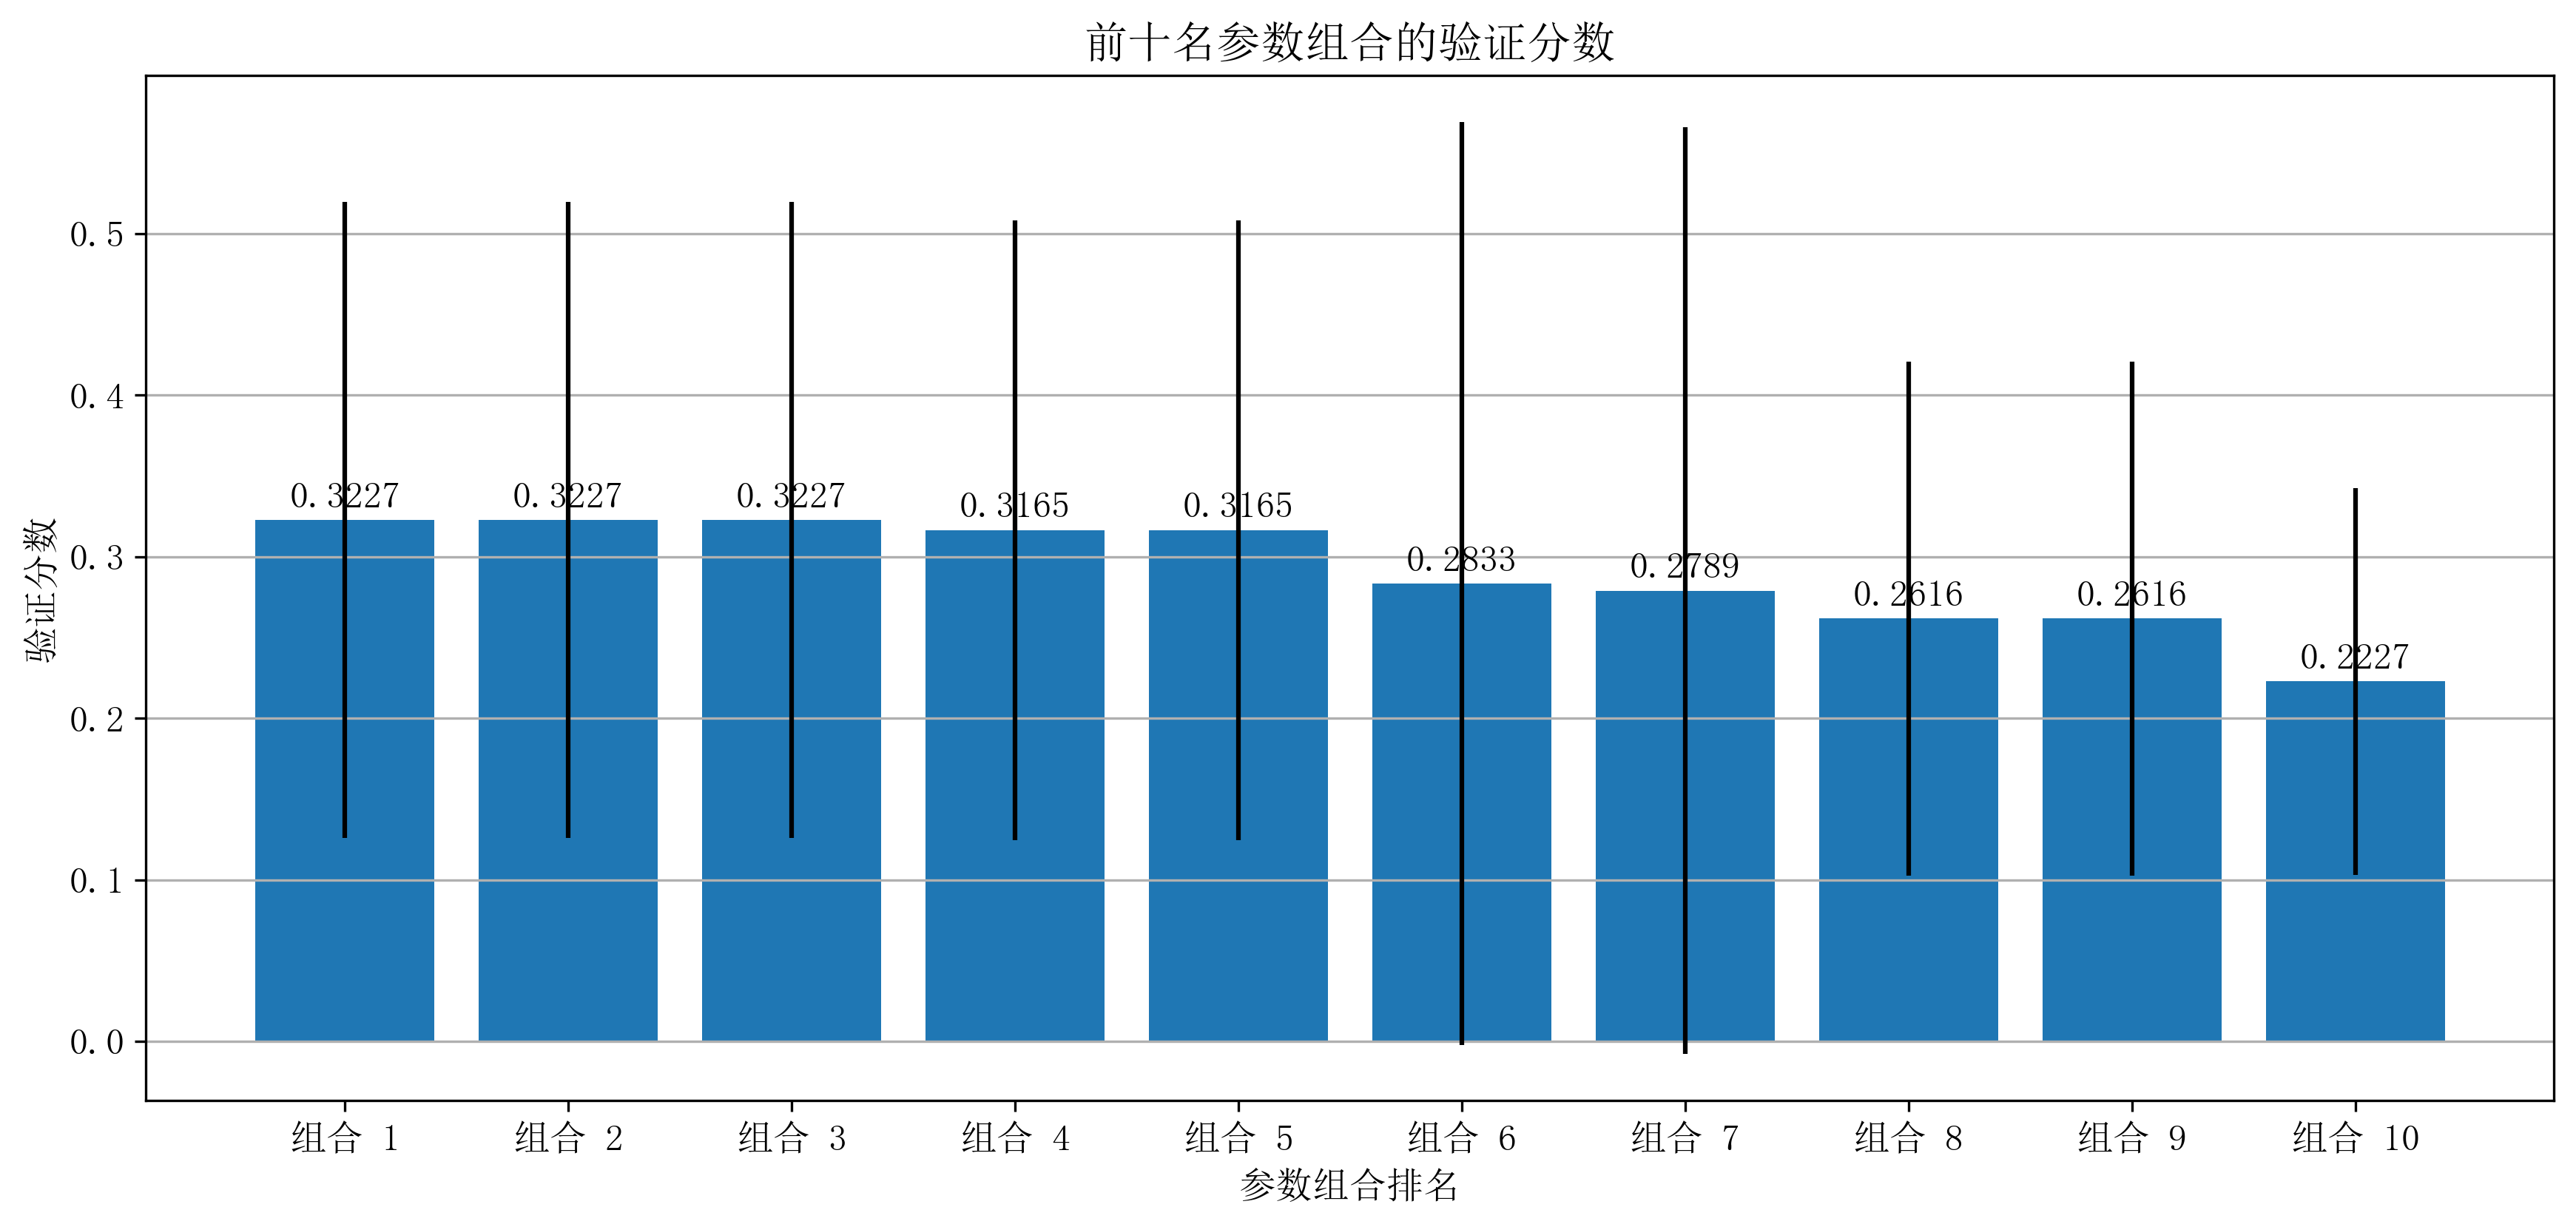 前十名参数组合的验证分数
验证分数
0.5
0.4
0.3
0.2
0.1
0.0
0.3227
0.3227
0.3227
0.3165
0.3165
0.2833
0.2789
0.2616
0.2616
0.2227
组合 1
组合 2
组合 3
组合 4
组合 5
组合 6
组合 7
组合 8
组合 9
组合 10
参数组合排名